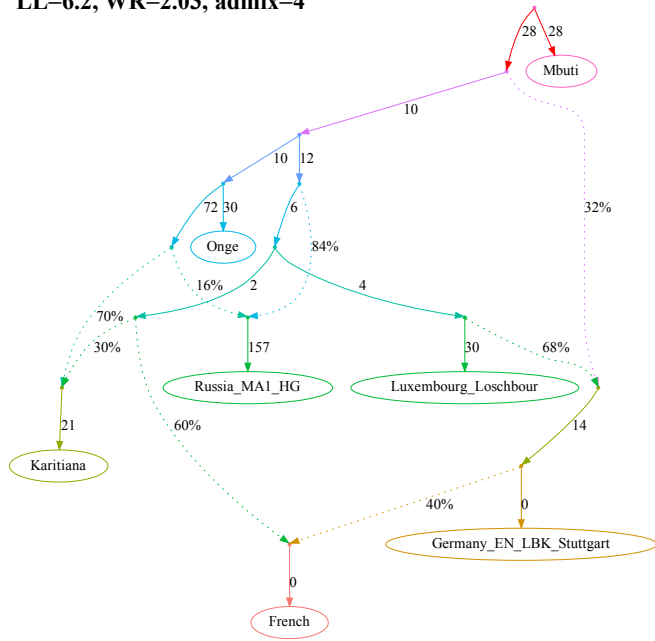 LL=6.2, WR=2.03, admix=4
28 28
Mbuti
10
10 12
32%
72 30 6
Onge 84%
16% 2 4
70%
30% 157 30 68%
Russia_MA1_HG Luxembourg_Loschbour
21 60% 14
Karitiana
40% 0
Germany_EN_LBK_Stuttgart
0
French